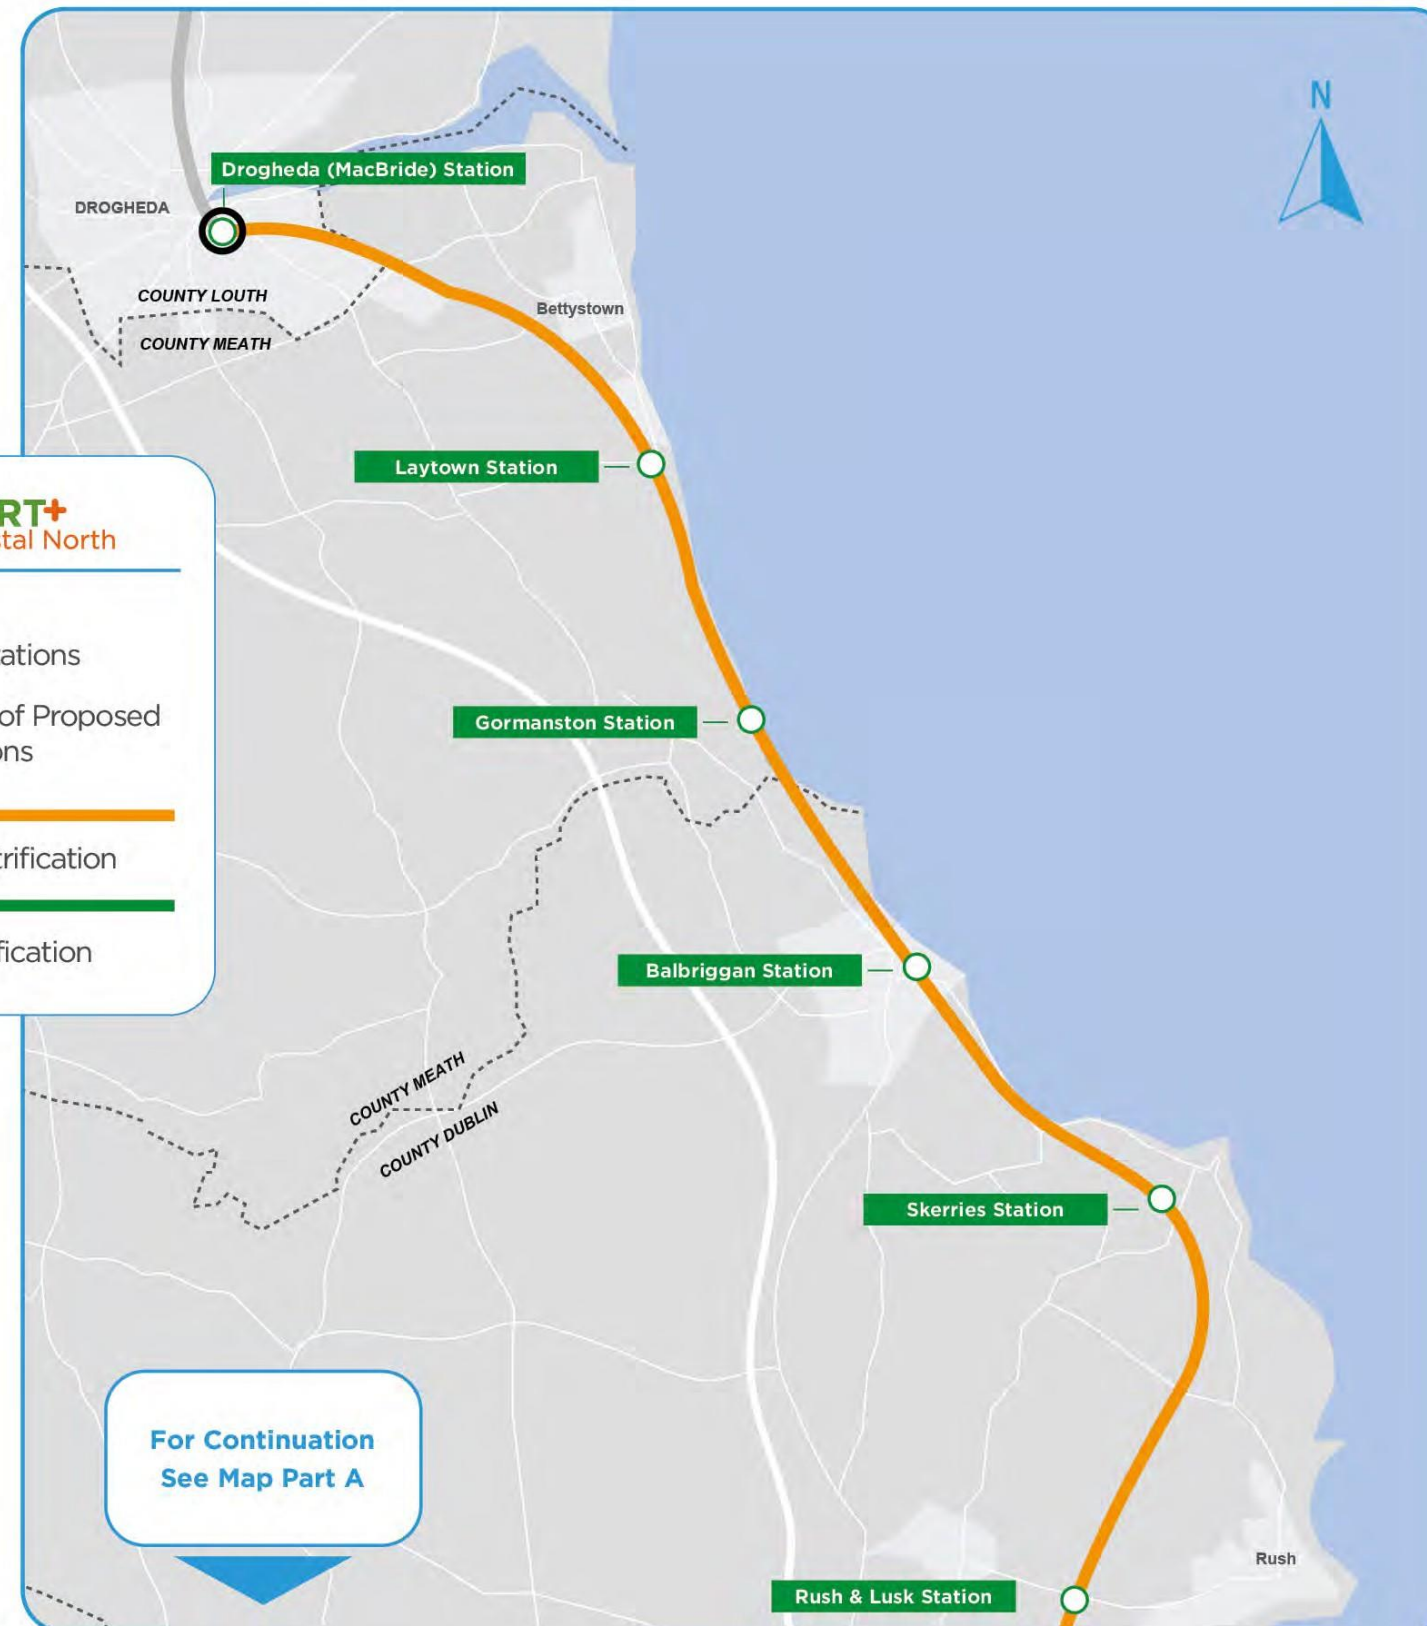 N
Drogheda (MacBride) Station
DROGHEDA
COUNTY LOUTH
COUNTY MEATH
Bettystown
Laytown Station
RT+
stal North
ations
of Proposed
ons
trification
fication
Gormanston Station
Balbriggan Station
COUNTY MEATH
COUNTY DUBLIN
Skerries Station
For Continuation
See Map Part A
Rush
Rush & Lusk Station